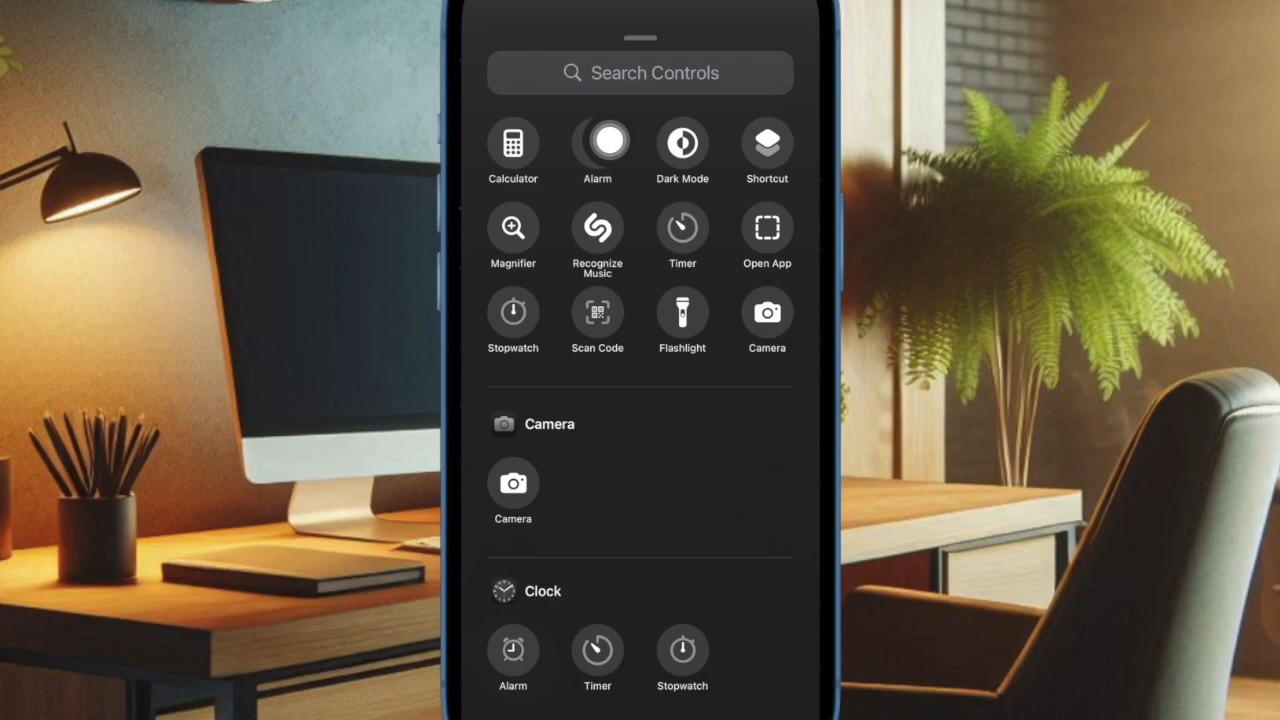 Search Controls
Calculator
Alarm
Dark Mode
Shortcut
Magnifier
Recognize
Music
Timer
Open App
Stopwatch
Scan Code
Flashlight
Camera
Camera
Camera
Clock
Alarm
Timer
Stopwatch